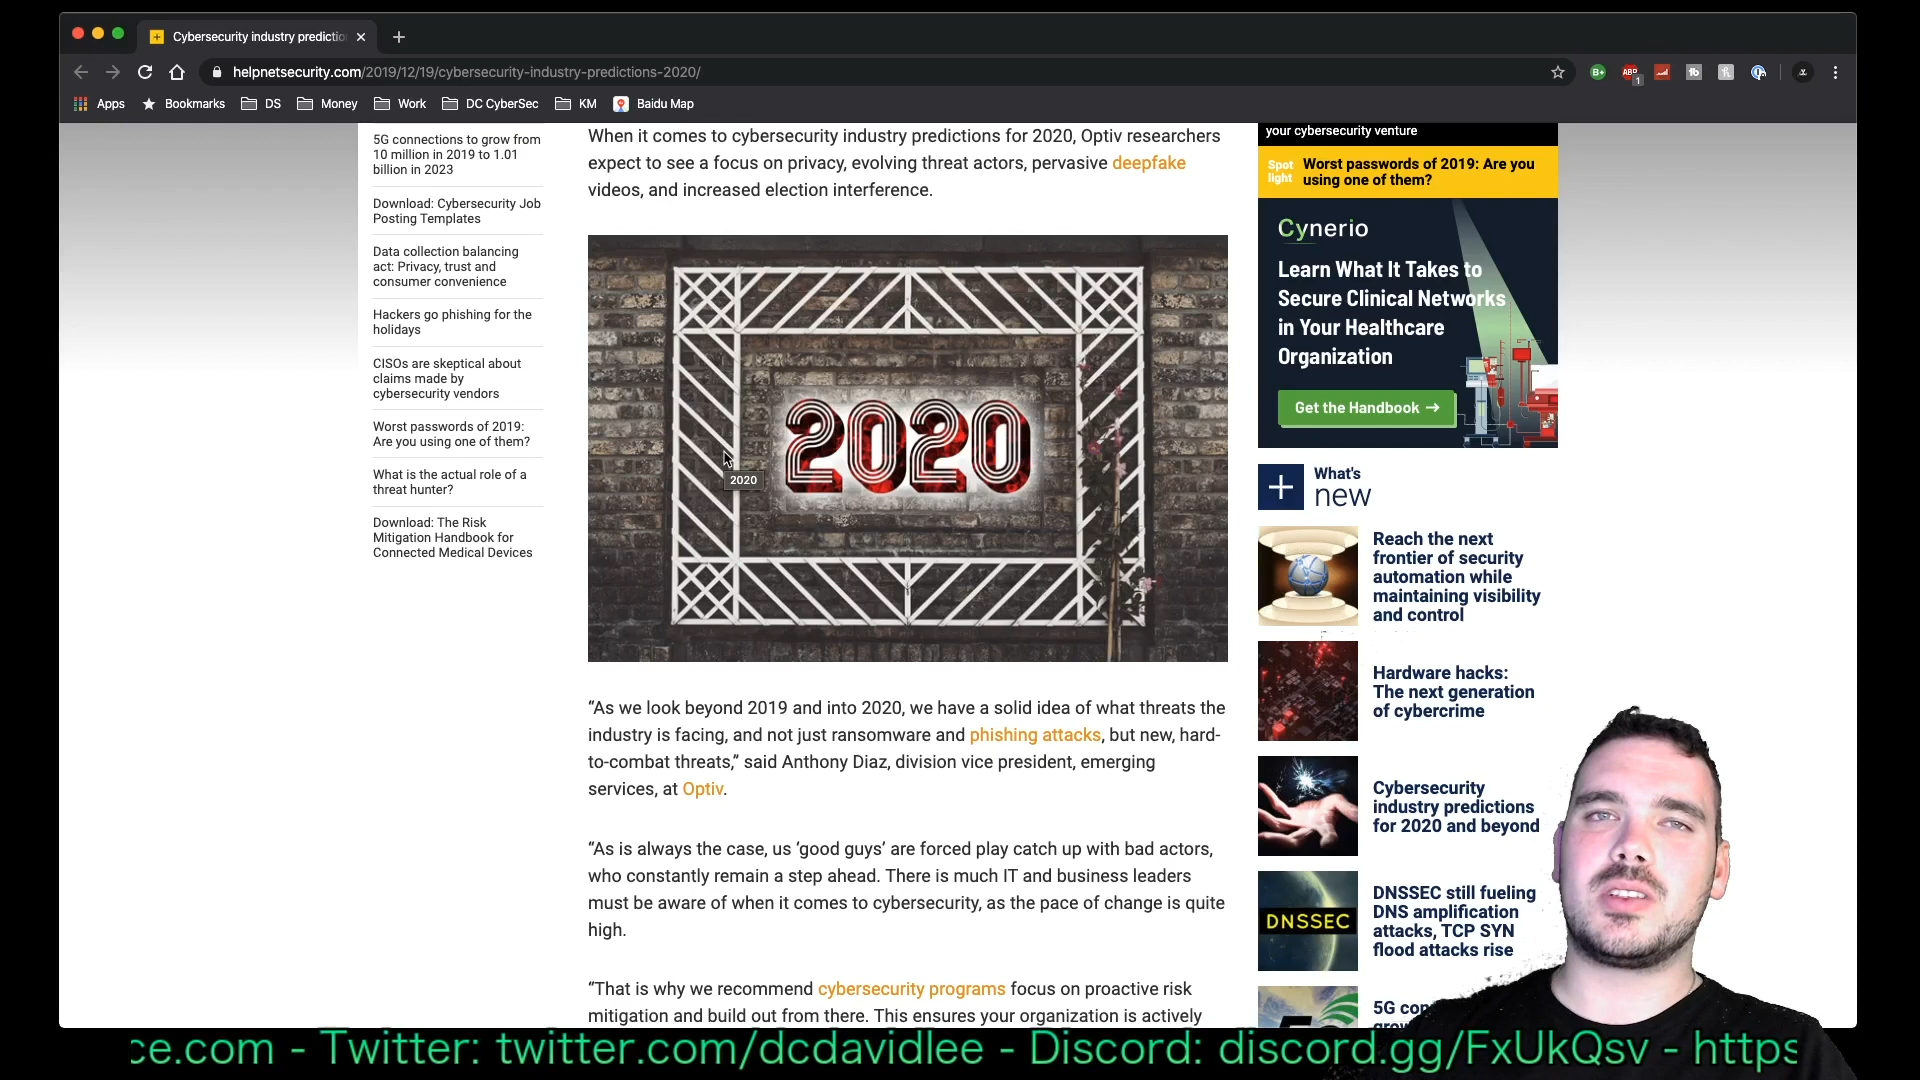 Cybersecurity industry predictio
helpnetsecurity.com/2019/12/19/cybersecurity-industry-predictions-2020/
B+
ABP
1
Apps
Bookmarks
DS
Money
Work
DC CyberSec
KM
Baidu Map
5G connections to grow from
10 million in 2019 to 1.01
billion in 2023
Download: Cybersecurity Job
Posting Templates
Data collection balancing
act: Privacy, trust and
consumer convenience
Hackers go phishing for the
holidays
CISOs are skeptical about
claims made by
cybersecurity vendors
Worst passwords of 2019:
Are you using one of them?
What is the actual role of a
threat hunter?
Download: The Risk
Mitigation Handbook for
Connected Medical Devices
When it comes to cybersecurity industry predictions for 2020, Optiv researchers
expect to see a focus on privacy, evolving threat actors, pervasive deepfake
videos, and increased election interference.
2020
2020
“As we look beyond 2019 and into 2020, we have a solid idea of what threats the
industry is facing, and not just ransomware and phishing attacks, but new, hard-
to-combat threats,” said Anthony Diaz, division vice president, emerging
services, at Optiv.
“As is always the case, us ‘good guys’ are forced play catch up with bad actors,
who constantly remain a step ahead. There is much IT and business leaders
must be aware of when it comes to cybersecurity, as the pace of change is quite
high.
“That is why we recommend cybersecurity programs focus on proactive risk
mitigation and build out from there. This ensures your organization is actively
your cybersecurity venture
Spot
light
Worst passwords of 2019: Are you
using one of them?
Cynerio
Learn What It Takes to
Secure Clinical Networks
in Your Healthcare
Organization
Get the Handbook →
What's
new
Reach the next
frontier of security
automation while
maintaining visibility
and control
Hardware hacks:
The next generation
of cybercrime
Cybersecurity
industry predictions
for 2020 and beyond
DNSSEC
DNSSEC still fueling
DNS amplification
attacks, TCP SYN
flood attacks rise
5G con
ce.com - Twitter: twitter.com/dcdavidlee - Discord: discord.gg/FxUkQsv - https